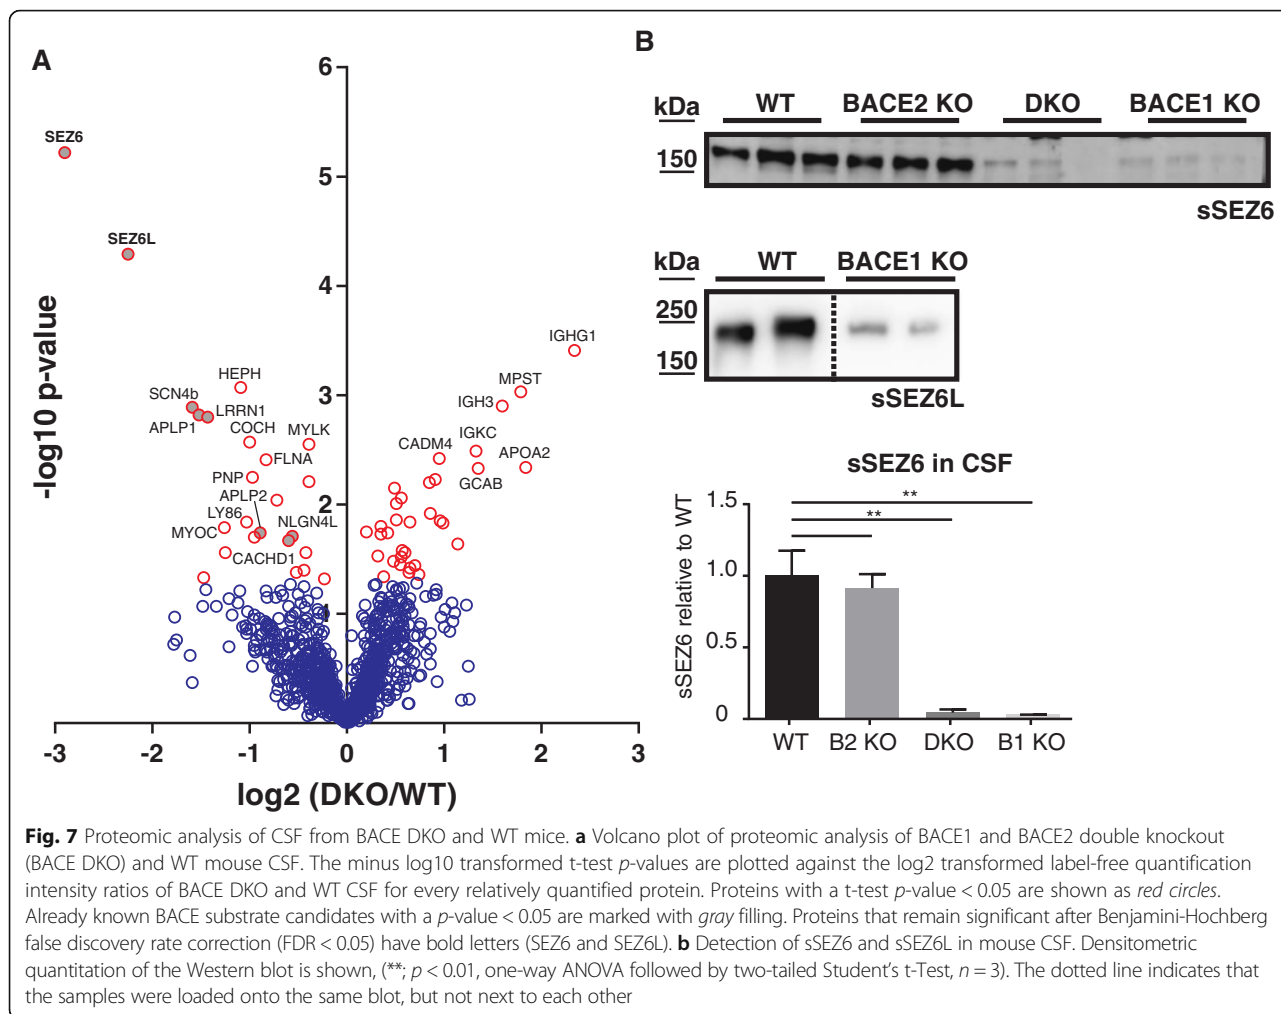 A
6
5
4
3
2
1
-3
-2
-1
0
1
2
3
-log10 p-value
log2 (DKO/WT)
SEZ6
SEZ6L
IGHG1
HEPH
MPST
SCN4b
IGH3
LRRN1
APLP1
COCH
MYLK
IGKC
CADM4
APOA2
FLNA
GCAB
PNP
APLP2
LY86
NLGN4L
MYOC
CACHD1
B
kDa
WT
BACE2 KO
DKO
BACE1 KO
150
sSEZ6
kDa
WT
BACE1 KO
250
150
sSEZ6L
sSEZ6 in CSF
sSEZ6 relative to WT
1.5
1.0
0.5
0
**
**
WT
B2 KO
DKO
B1 KO
Fig. 7 Proteomic analysis of CSF from BACE DKO and WT mice. a Volcano plot of proteomic analysis of BACE1 and BACE2 double knockout
(BACE DKO) and WT mouse CSF. The minus log10 transformed t-test p-values are plotted against the log2 transformed label-free quantification
intensity ratios of BACE DKO and WT CSF for every relatively quantified protein. Proteins with a t-test p-value < 0.05 are shown as red circles.
Already known BACE substrate candidates with a p-value < 0.05 are marked with gray filling. Proteins that remain significant after Benjamini-Hochberg
false discovery rate correction (FDR < 0.05) have bold letters (SEZ6 and SEZ6L). b Detection of sSEZ6 and sSEZ6L in mouse CSF. Densitometric
quantitation of the Western blot is shown, (**; p < 0.01, one-way ANOVA followed by two-tailed Student's t-Test, n = 3). The dotted line indicates that
the samples were loaded onto the same blot, but not next to each other